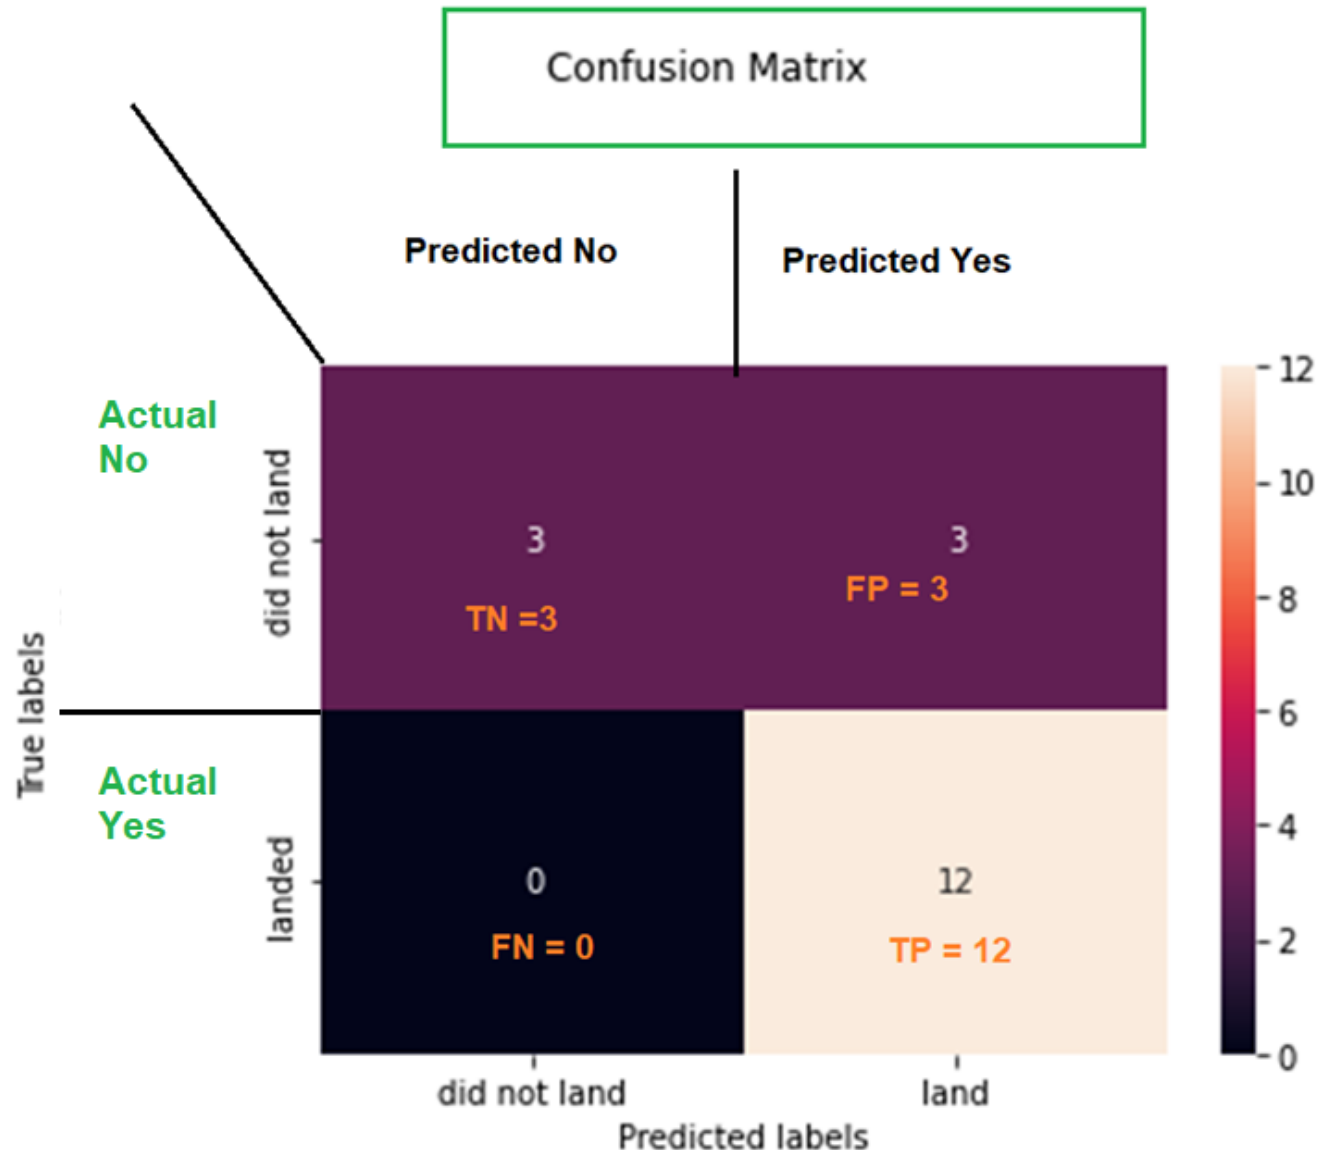 Confusion Matrix
Predicted No
Predicted Yes
Actual
No
did not land
3
3
TN =3
FP = 3
True labels
Actual
Yes
landed
0
12
FN = 0
TP = 12
did not land
land
Predicted labels
12
10
8
6
4
2
0